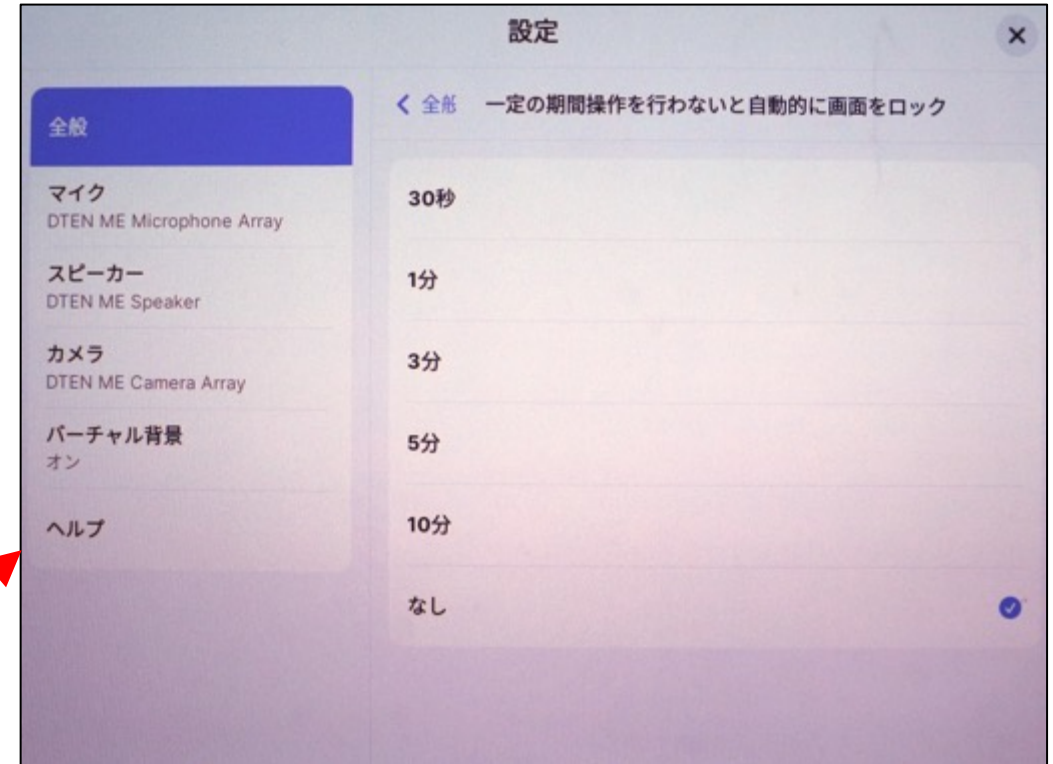 設定
全般
マイク
DTEN ME Microphone Array
スピーカー
DTEN ME Speaker
カメラ
DTEN ME Camera Array
バーチャル背景
オン
ヘルプ
全般 一定の期間操作を行わないと自動的に画面をロック
30秒
1分
3分
5分
10分
なし